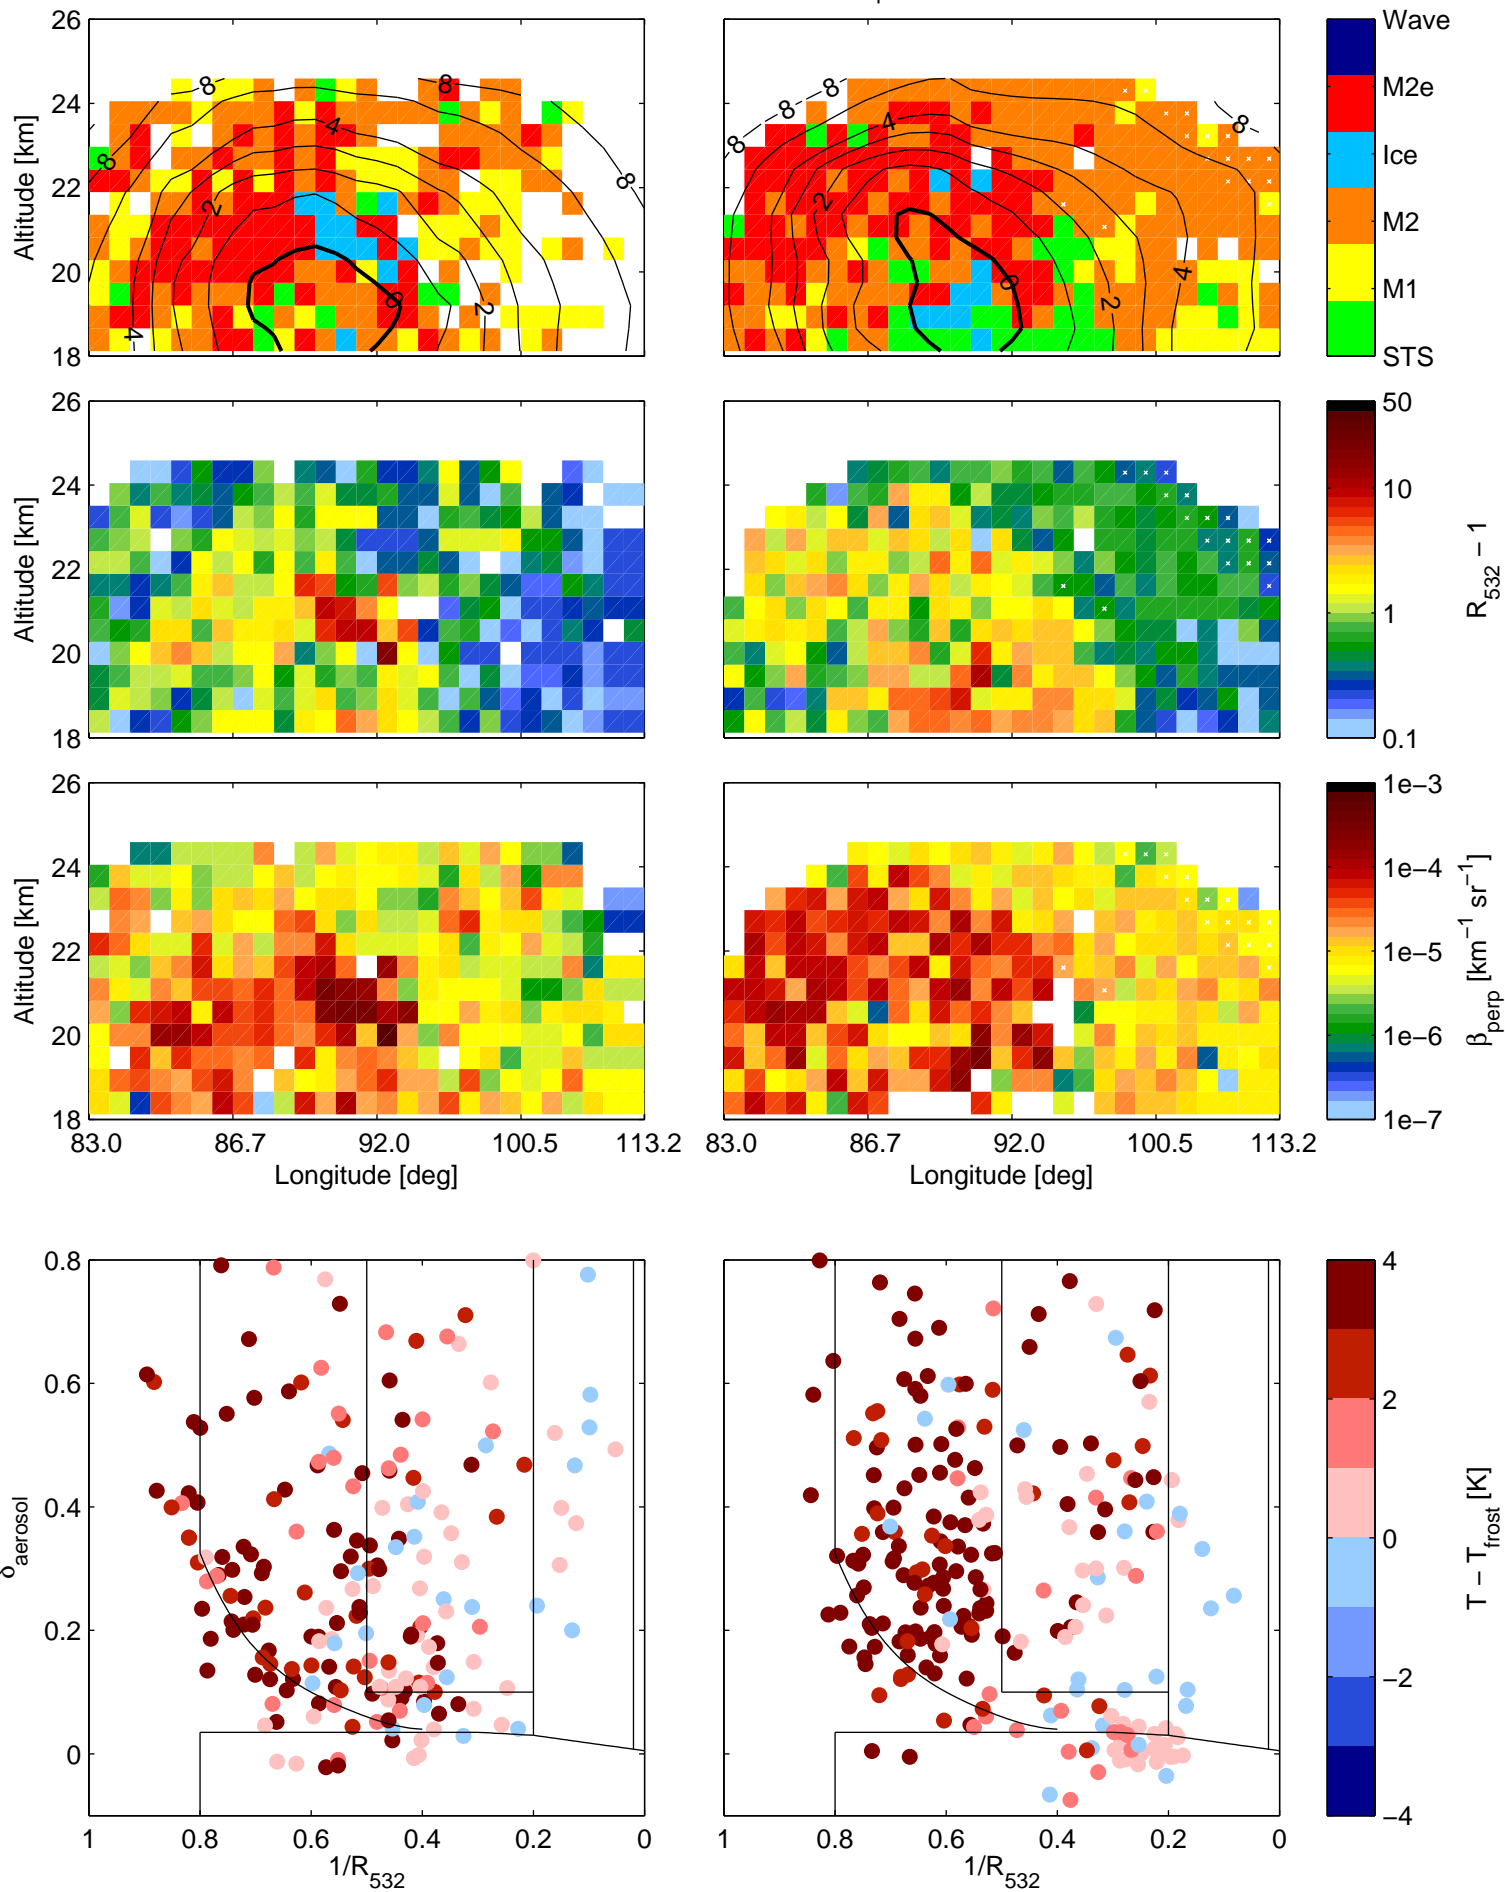 26
24
22
20
18
Altitude [km]
8
8
8
8
4
4
2
2
0
8
8
8
8
4
4
2
2
0
Wave
M2e
Ice
M2
M1
STS
26
24
22
20
18
Altitude [km]
50
10
1
0.1
R532 − 1
26
24
22
20
18
Altitude [km]
83.0 86.7 92.0 100.5 113.2
Longitude [deg]
83.0 86.7 92.0 100.5 113.2
Longitude [deg]
1e−3
1e−4
1e−5
1e−6
1e−7
βperp [km−1 sr−1]
0.8
0.6
0.4
0.2
0
δaerosol
1 0.8 0.6 0.4 0.2 0
1/R532
1 0.8 0.6 0.4 0.2 0
1/R532
4
2
0
−2
−4
T − Tfrost [K]